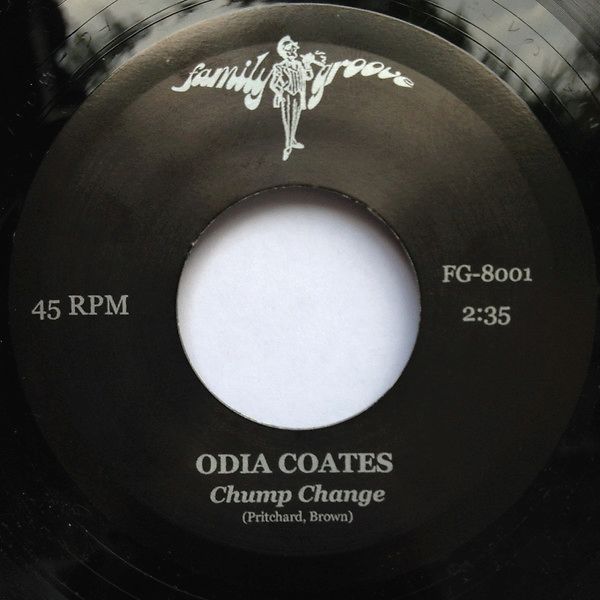 family groove
45 RPM
FG-8001
2:35
ODIA COATES
Chump Change
(Pritchard, Brown)